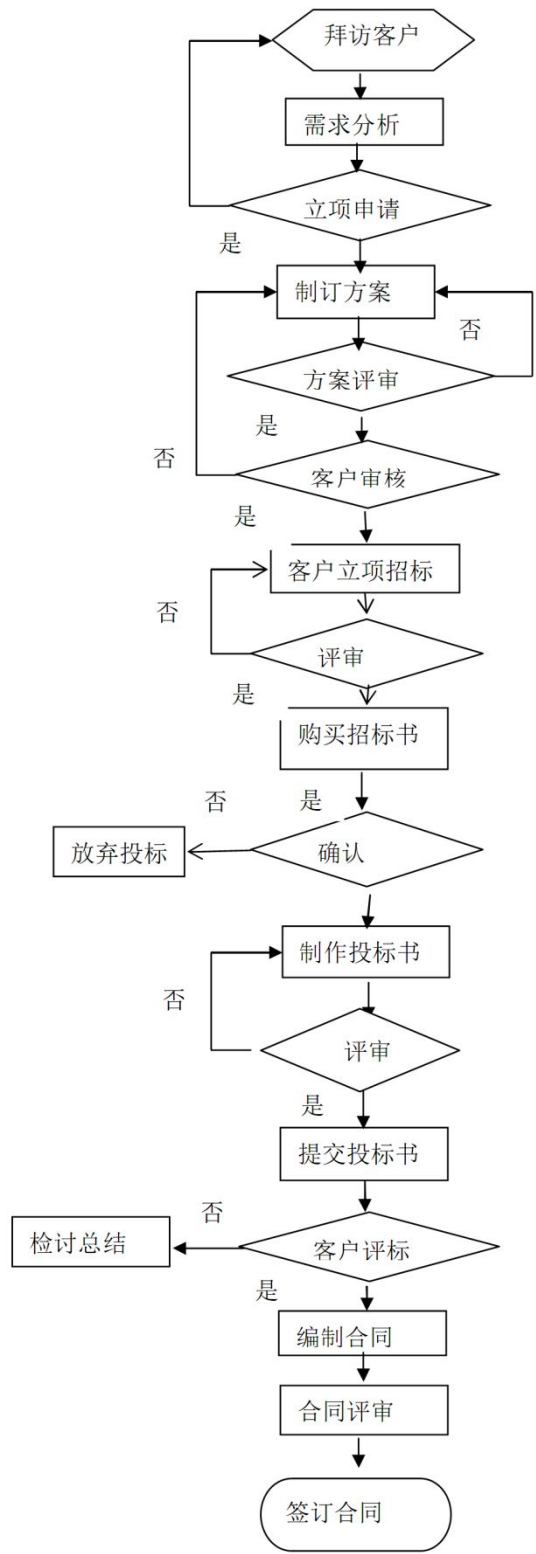 拜访客户
需求分析
立项申请
是
制订方案
否
方案评审
是
否
客户审核
是
客户立项招标
否
评审
是
购买招标书
否
是
放弃投标
确认
制作投标书
否
评审
是
提交投标书
否
检讨总结
客户评标
是
编制合同
合同评审
签订合同